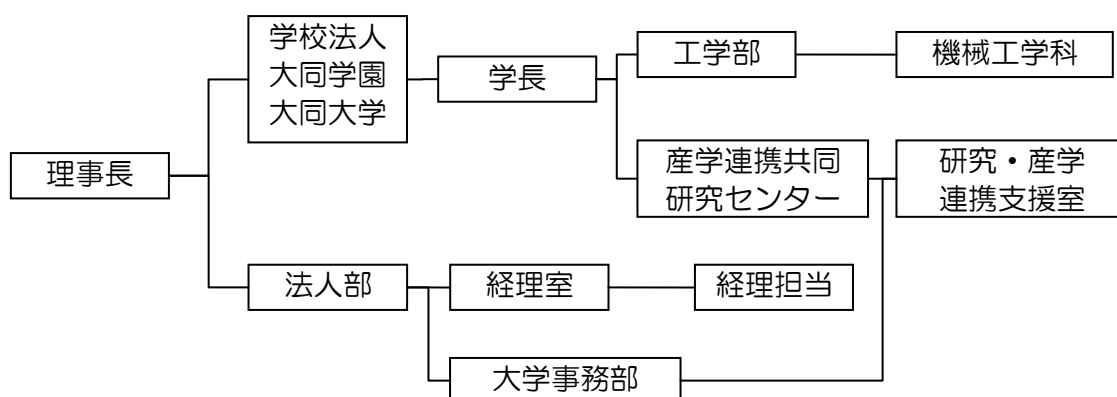 学校法人
大同学園
大同大学
学長
工学部
機械工学科
理事長
産学連携共同
研究センター
研究・産学
連携支援室
法人部
経理室
経理担当
大学事務部